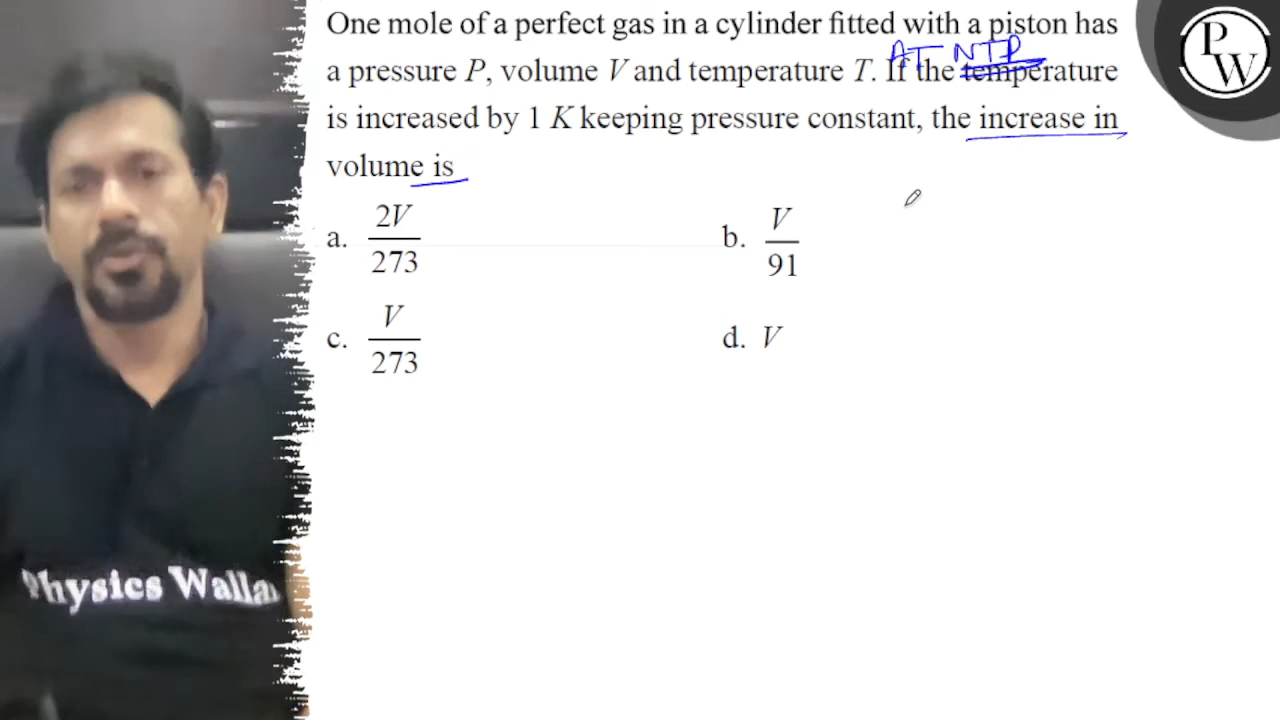 One mole of a perfect gas in a cylinder fitted with a piston has
AT NTP
a pressure P, volume V and temperature T. If the temperature
is increased by 1 K keeping pressure constant, the increase in
volume is
a. 2V/273
b. V/91
c. V/273
d. V
P
W
Physics Walla